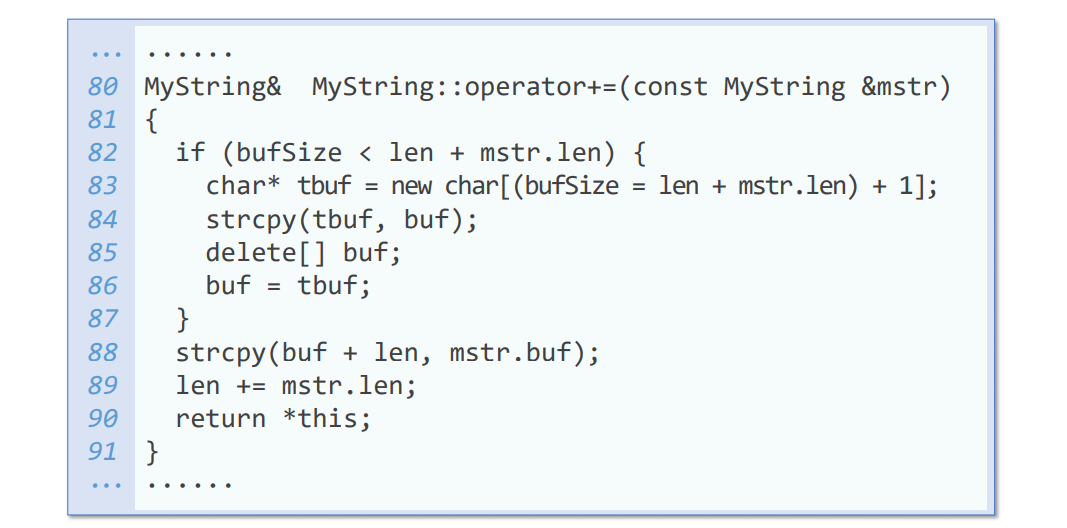 ... ......
80 MyString&  MyString::operator+=(const MyString &mstr)
81 {
82   if (bufSize < len + mstr.len) {
83     char* tbuf = new char[(bufSize = len + mstr.len) + 1];
84     strcpy(tbuf, buf);
85     delete[] buf;
86     buf = tbuf;
87   }
88   strcpy(buf + len, mstr.buf);
89   len += mstr.len;
90   return *this;
91 }
... ......